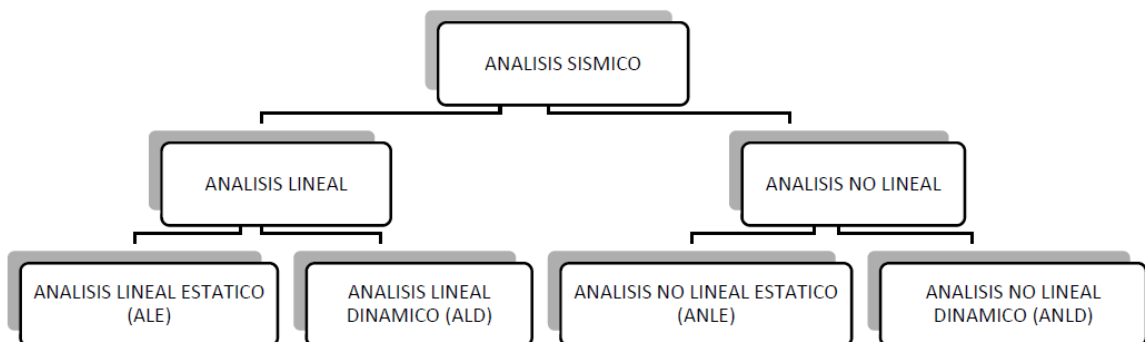 ANALISIS SISMICO
ANALISIS LINEAL
ANALISIS NO LINEAL
ANALISIS LINEAL ESTATICO
(ALE)
ANALISIS LINEAL
DINAMICO (ALD)
ANALISIS NO LINEAL ESTATICO
(ANLE)
ANALISIS NO LINEAL
DINAMICO (ANLD)